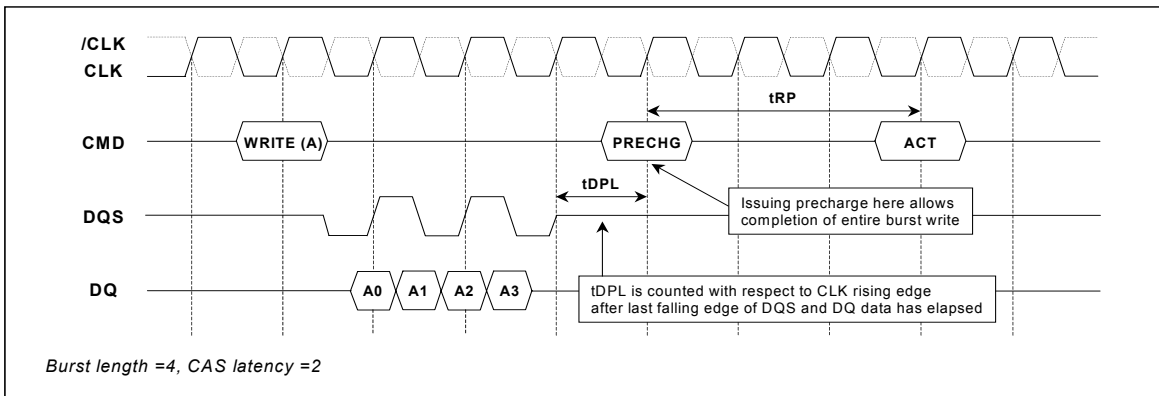 /CLK
CLK
tRP
CMD
WRITE (A)
PRECHG
ACT
tDPL
Issuing precharge here allows
completion of entire burst write
DQS
DQ
A0
A1
A2
A3
tDPL is counted with respect to CLK rising edge
after last falling edge of DQS and DQ data has elapsed
Burst length =4, CAS latency =2